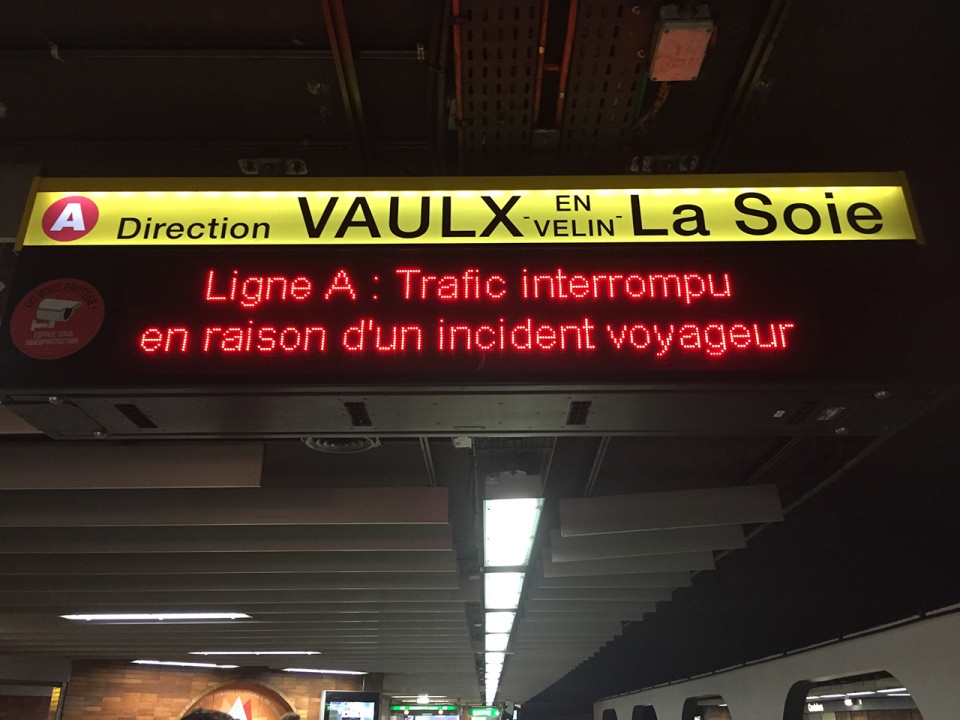 A Direction VAULX-EN-VELIN-La Soie
Ligne A : Trafic interrompu
en raison d'un incident voyageur